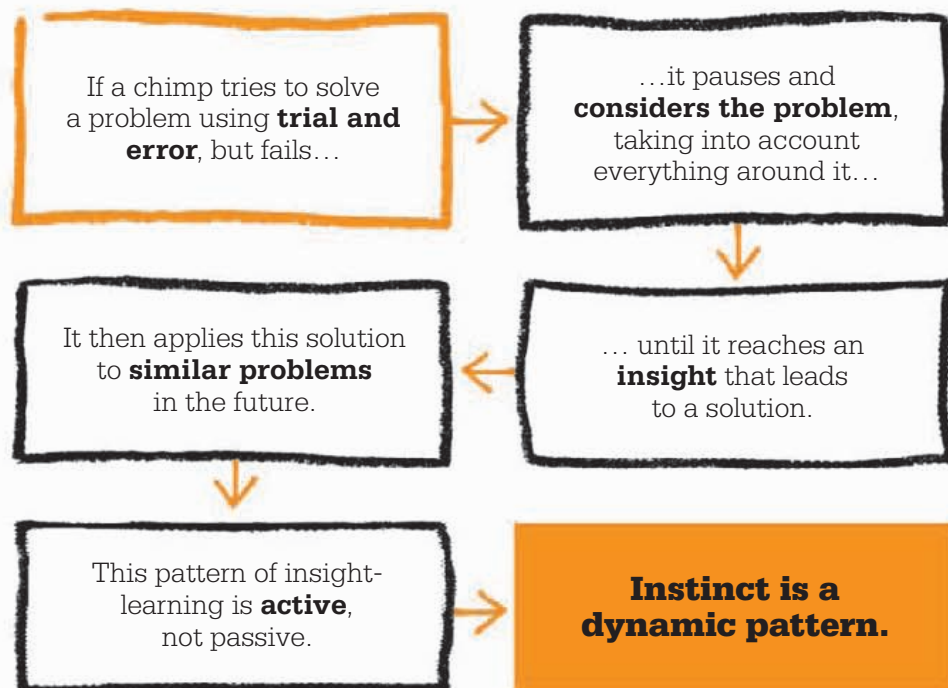 If a chimp tries to solve
a problem using trial and
error, but fails…
…it pauses and
considers the problem,
taking into account
everything around it…
… until it reaches an
insight that leads
to a solution.
It then applies this solution
to similar problems
in the future.
This pattern of insight-
learning is active,
not passive.
Instinct is a
dynamic pattern.